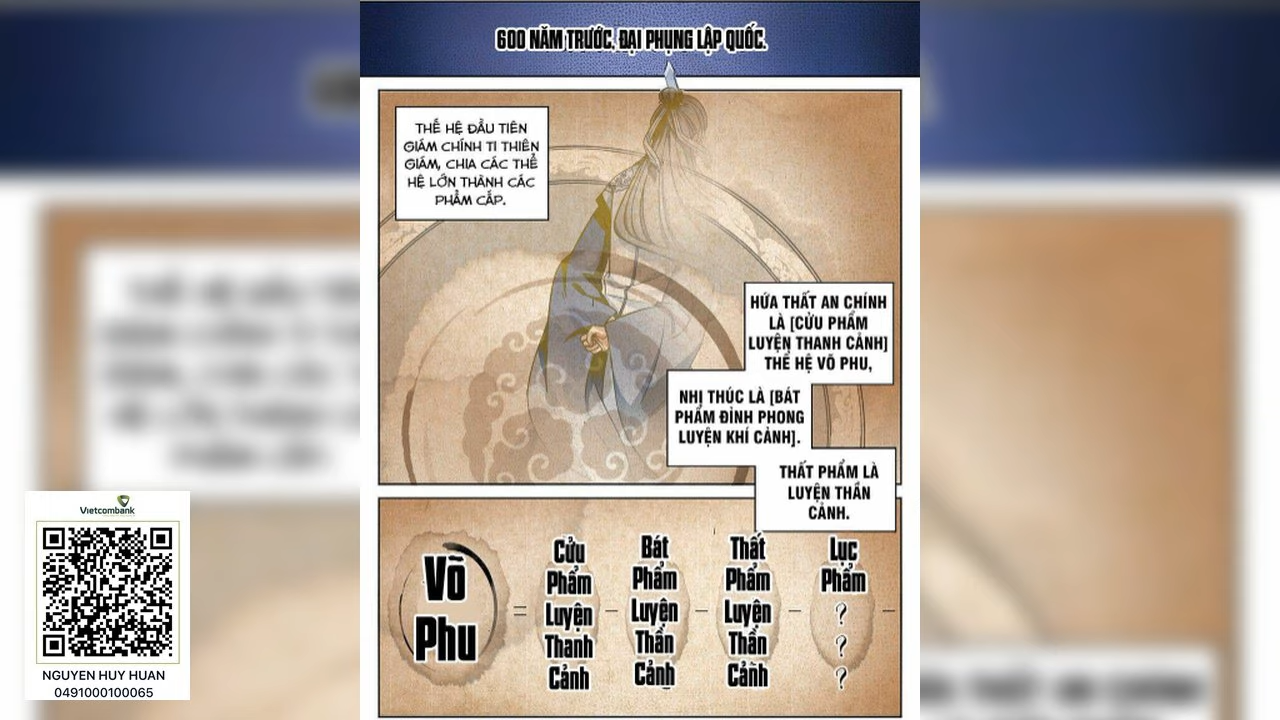 600 NĂM TRƯỚC, ĐẠI PHỤNG LẬP QUỐC.
THẾ HỆ ĐẦU TIÊN
GIÁM CHÍNH TI THIÊN
GIÁM, CHIA CÁC THỂ
HỆ LỚN THÀNH CÁC
PHẨM CẤP.
HỨA THẤT AN CHÍNH
LÀ [CỬU PHẨM
LUYỆN THANH CẢNH]
THỂ HỆ VÕ PHU,
NHỊ THÚC LÀ [BÁT
PHẨM ĐỈNH PHONG
LUYỆN KHÍ CẢNH].
THẤT PHẨM LÀ
LUYỆN THẦN
CẢNH.
Võ
Phu
=
Cửu
Phẩm
Luyện
Thanh
Cảnh
–
Bát
Phẩm
Luyện
Thần
Cảnh
–
Thất
Phẩm
Luyện
Thần
Cảnh
–
Lục
Phẩm
?
?
?
–
Vietcombank
NGUYEN HUY HUAN
0491000100065